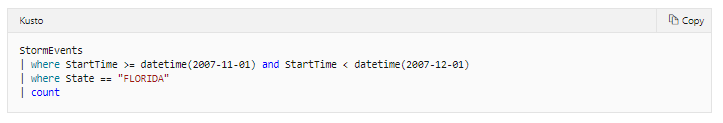 Kusto
Copy
StormEvents
| where StartTime >= datetime(2007-11-01) and StartTime < datetime(2007-12-01)
| where State == "FLORIDA"
| count